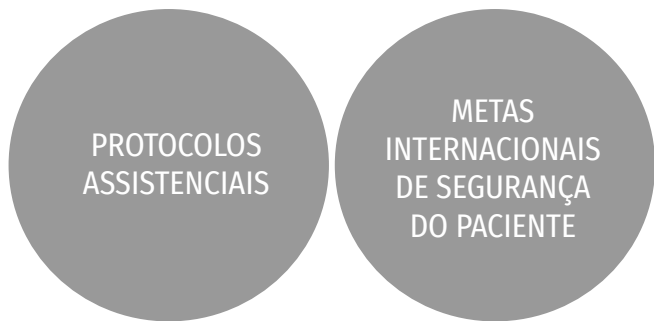 PROTOCOLOS
ASSISTENCIAIS
METAS
INTERNACIONAIS
DE SEGURANÇA
DO PACIENTE